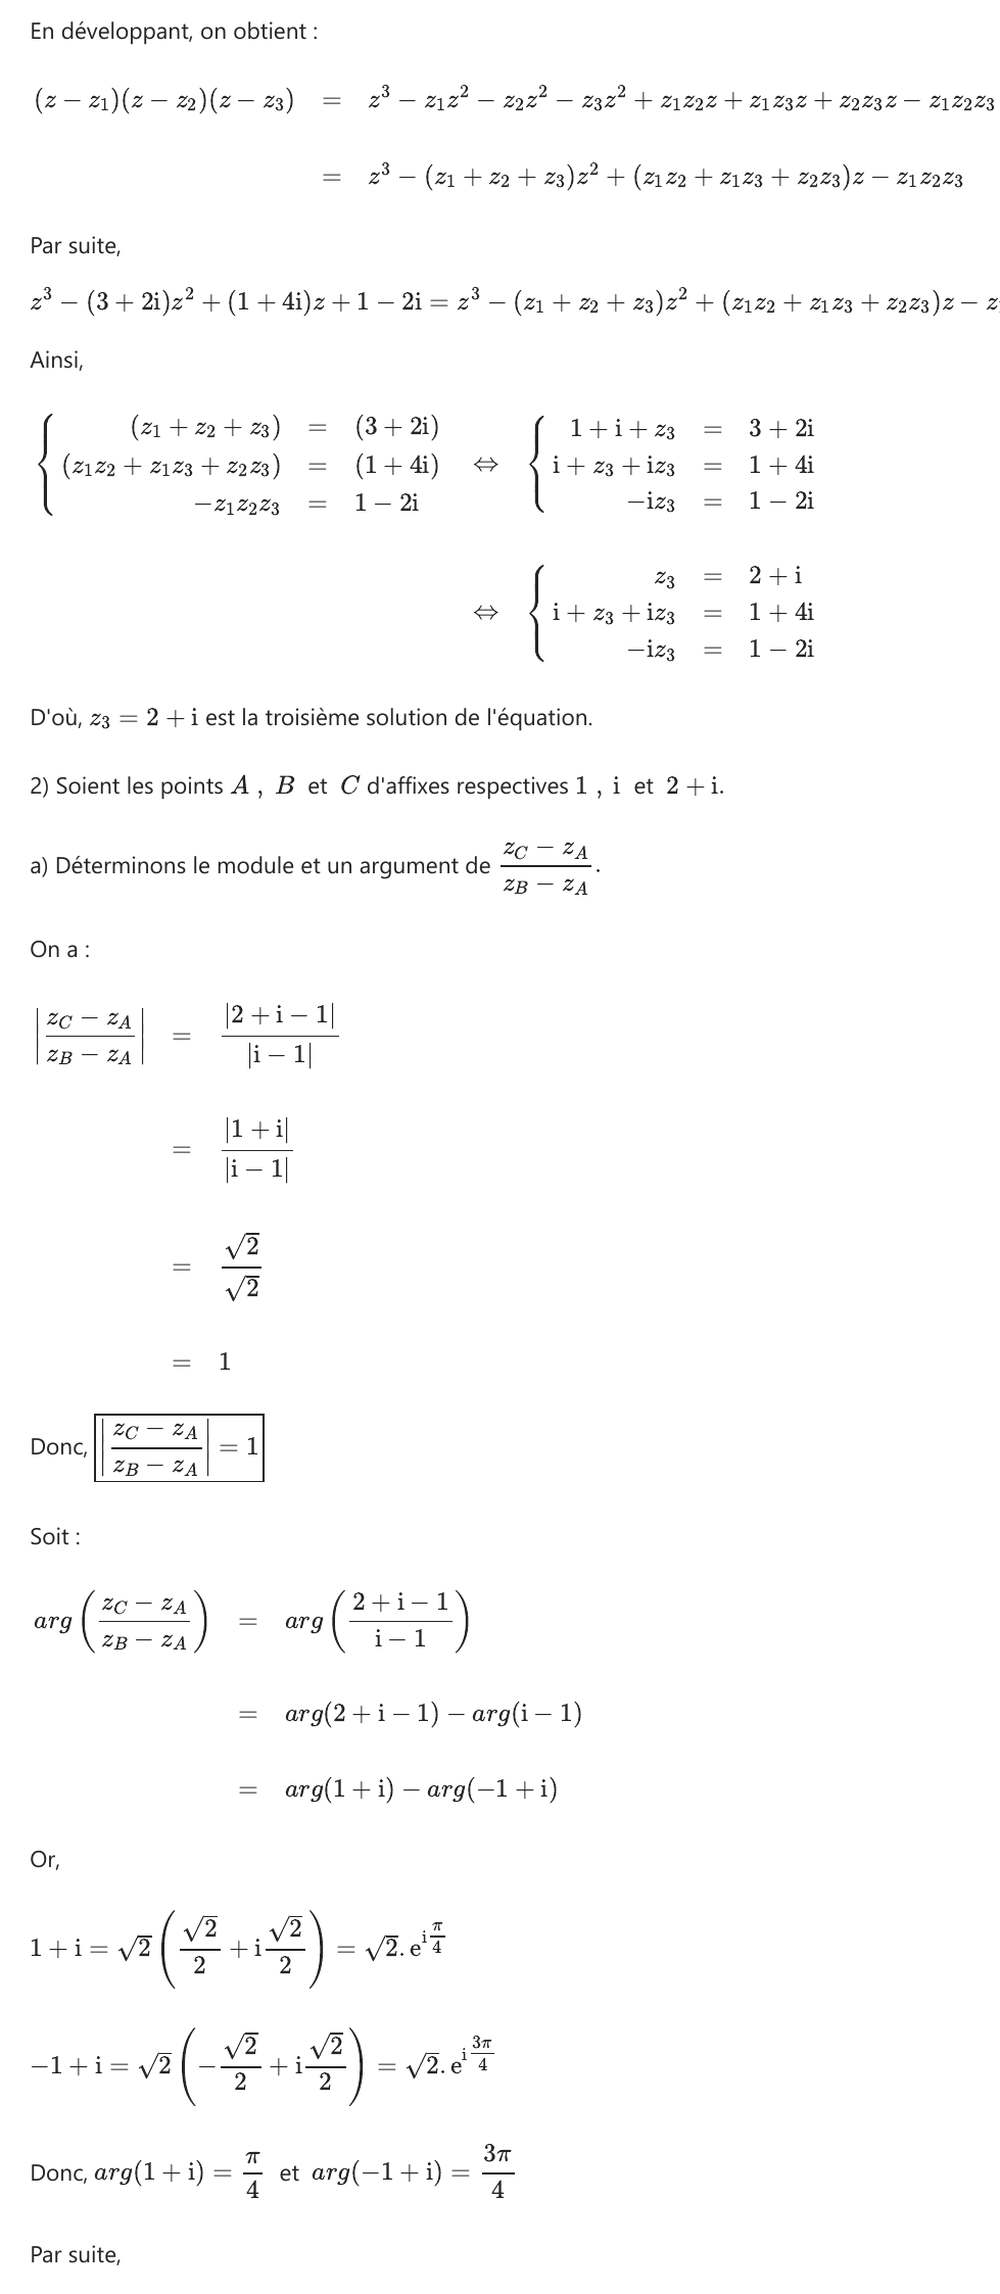 En développant, on obtient :
(z − z₁)(z − z₂)(z − z₃) = z³ − z₁z² − z₂z² − z₃z² + z₁z₂z + z₁z₃z + z₂z₃z − z₁z₂z₃
= z³ − (z₁ + z₂ + z₃)z² + (z₁z₂ + z₁z₃ + z₂z₃)z − z₁z₂z₃
Par suite,
z³ − (3 + 2i)z² + (1 + 4i)z + 1 − 2i = z³ − (z₁ + z₂ + z₃)z² + (z₁z₂ + z₁z₃ + z₂z₃)z − z
Ainsi,
{ (z₁ + z₂ + z₃) = (3 + 2i) ; (z₁z₂ + z₁z₃ + z₂z₃) = (1 + 4i) ; −z₁z₂z₃ = 1 − 2i ⇔ { 1 + i + z₃ = 3 + 2i ; i + z₃ + iz₃ = 1 + 4i ; −iz₃ = 1 − 2i
⇔ { z₃ = 2 + i ; i + z₃ + iz₃ = 1 + 4i ; −iz₃ = 1 − 2i
D'où, z₃ = 2 + i est la troisième solution de l'équation.
2) Soient les points A , B et C d'affixes respectives 1 , i et 2 + i.
a) Déterminons le module et un argument de (z_C − z_A)/(z_B − z_A).
On a :
|(z_C − z_A)/(z_B − z_A)| = |2 + i − 1|/|i − 1|
= |1 + i|/|i − 1|
= √2/√2
= 1
Donc, |(z_C − z_A)/(z_B − z_A)| = 1
Soit :
arg((z_C − z_A)/(z_B − z_A)) = arg((2 + i − 1)/(i − 1))
= arg(2 + i − 1) − arg(i − 1)
= arg(1 + i) − arg(−1 + i)
Or,
1 + i = √2(√2/2 + i√2/2) = √2.e^{iπ/4}
−1 + i = √2(−√2/2 + i√2/2) = √2.e^{i3π/4}
Donc, arg(1 + i) = π/4 et arg(−1 + i) = 3π/4
Par suite,